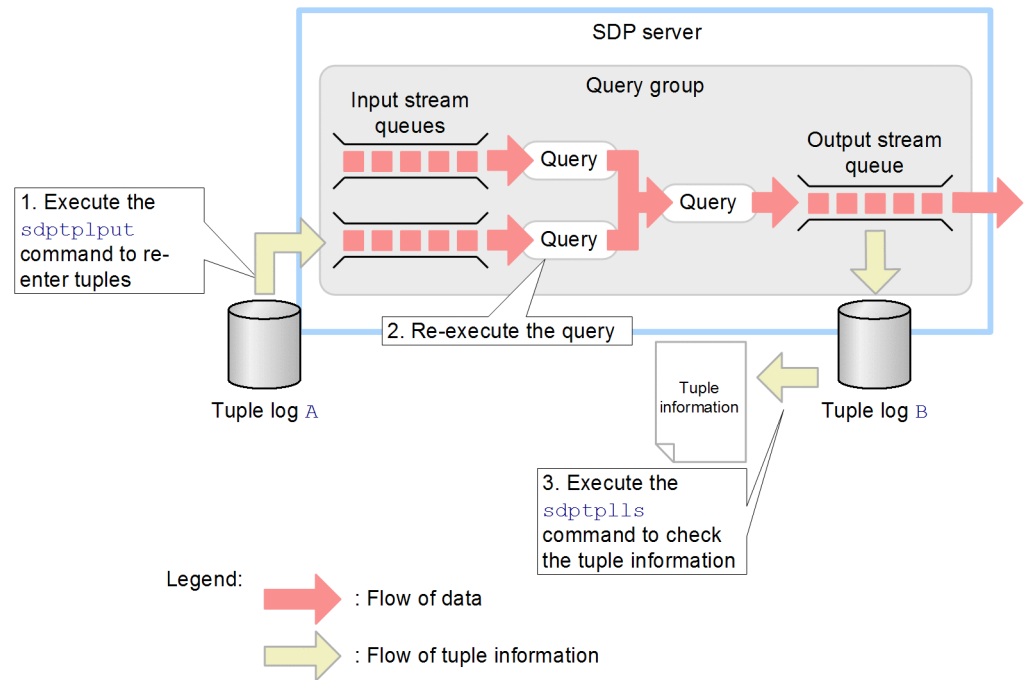 SDP server
Query group
Input stream
queues
Output stream
queue
Query
Query
Query
1. Execute the
sdptplput
command to re-
enter tuples
2. Re-execute the query
Tuple log A
Tuple
information
Tuple log B
3. Execute the
sdptplls
command to check
the tuple information
Legend:
: Flow of data
: Flow of tuple information